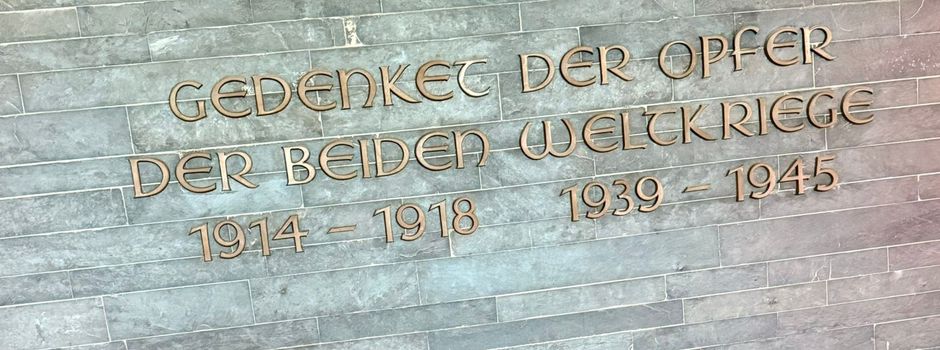 GEDENKET DER OPFER
DER BEIDEN WELTKRIEGE
1914 – 1918 1939 – 1945